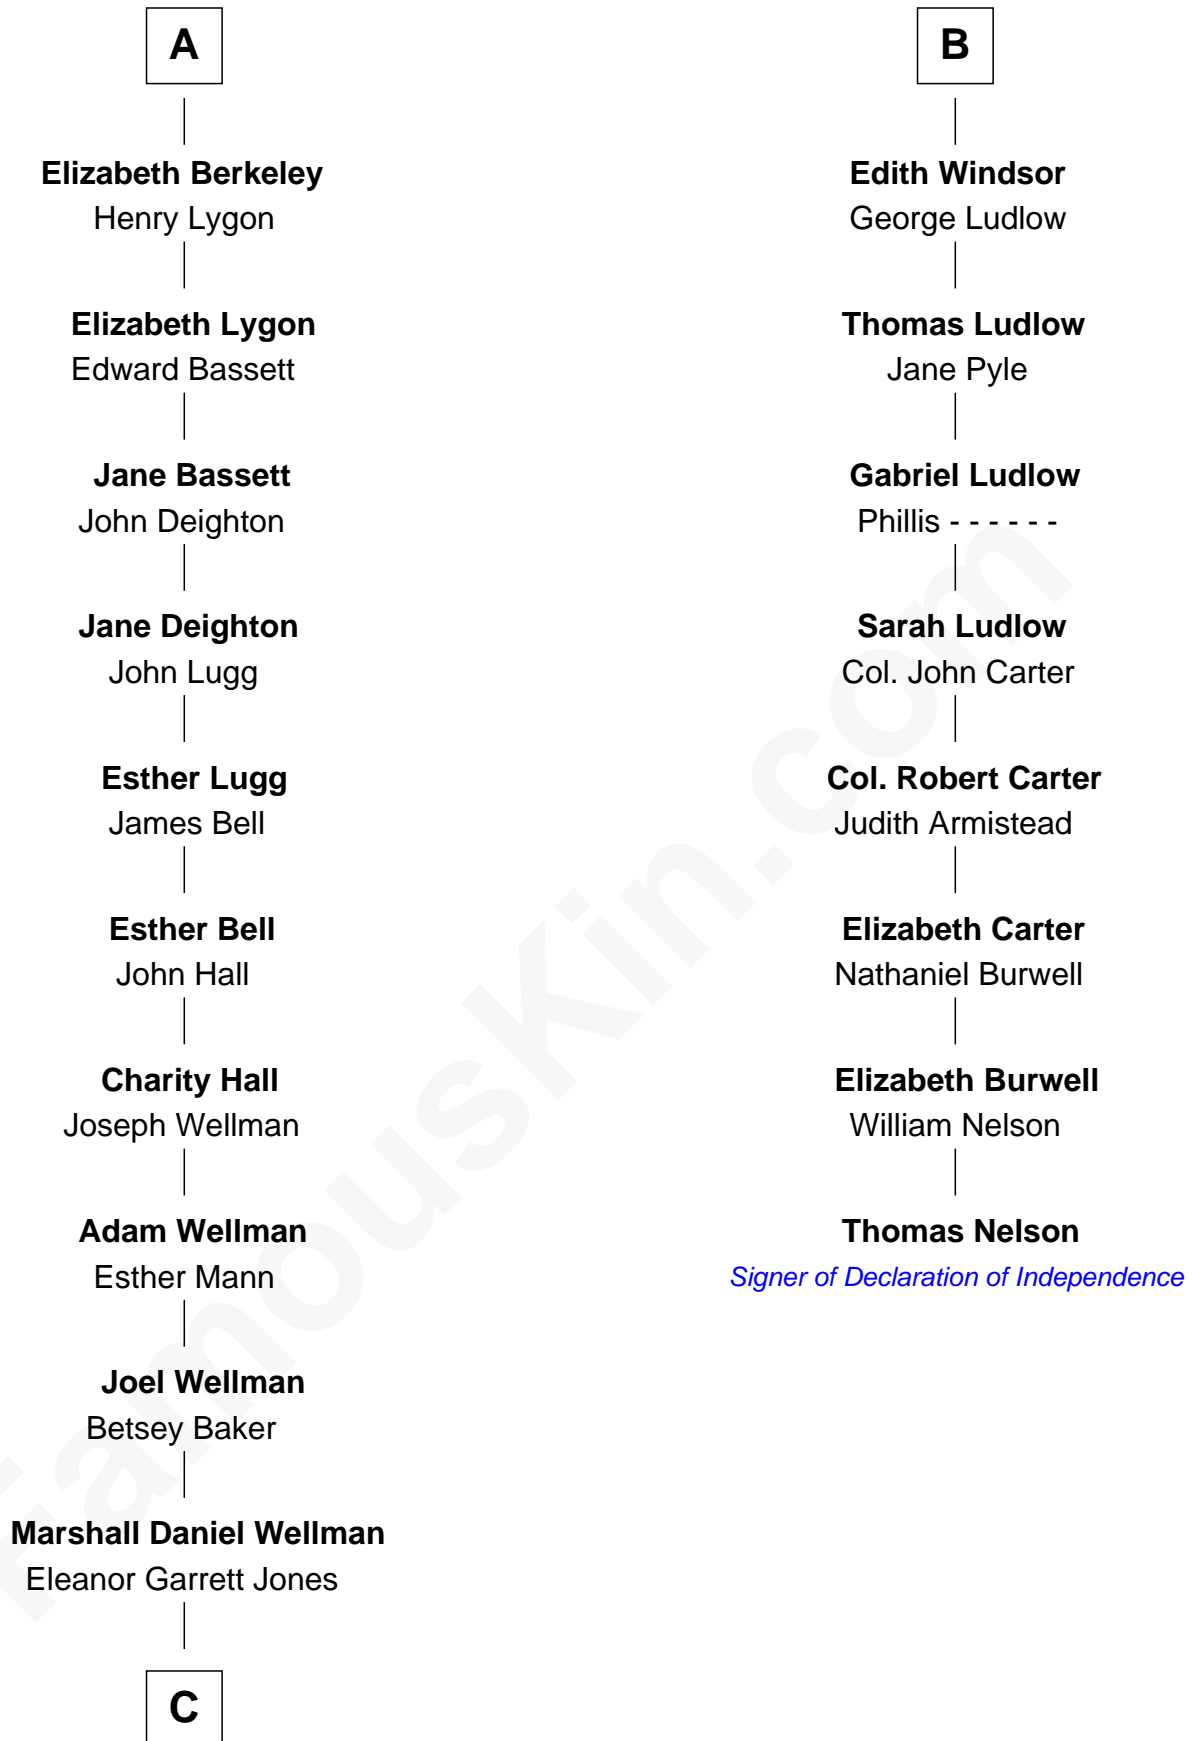 A
Elizabeth Berkeley
Henry Lygon
Elizabeth Lygon
Edward Bassett
Jane Bassett
John Deighton
Jane Deighton
John Lugg
Esther Lugg
James Bell
Esther Bell
John Hall
Charity Hall
Joseph Wellman
Adam Wellman
Esther Mann
Joel Wellman
Betsey Baker
Marshall Daniel Wellman
Eleanor Garrett Jones
C
B
Edith Windsor
George Ludlow
Thomas Ludlow
Jane Pyle
Gabriel Ludlow
Phillis - - - - - -
Sarah Ludlow
Col. John Carter
Col. Robert Carter
Judith Armistead
Elizabeth Carter
Nathaniel Burwell
Elizabeth Burwell
William Nelson
Thomas Nelson
Signer of Declaration of Independence
FamousKin.com